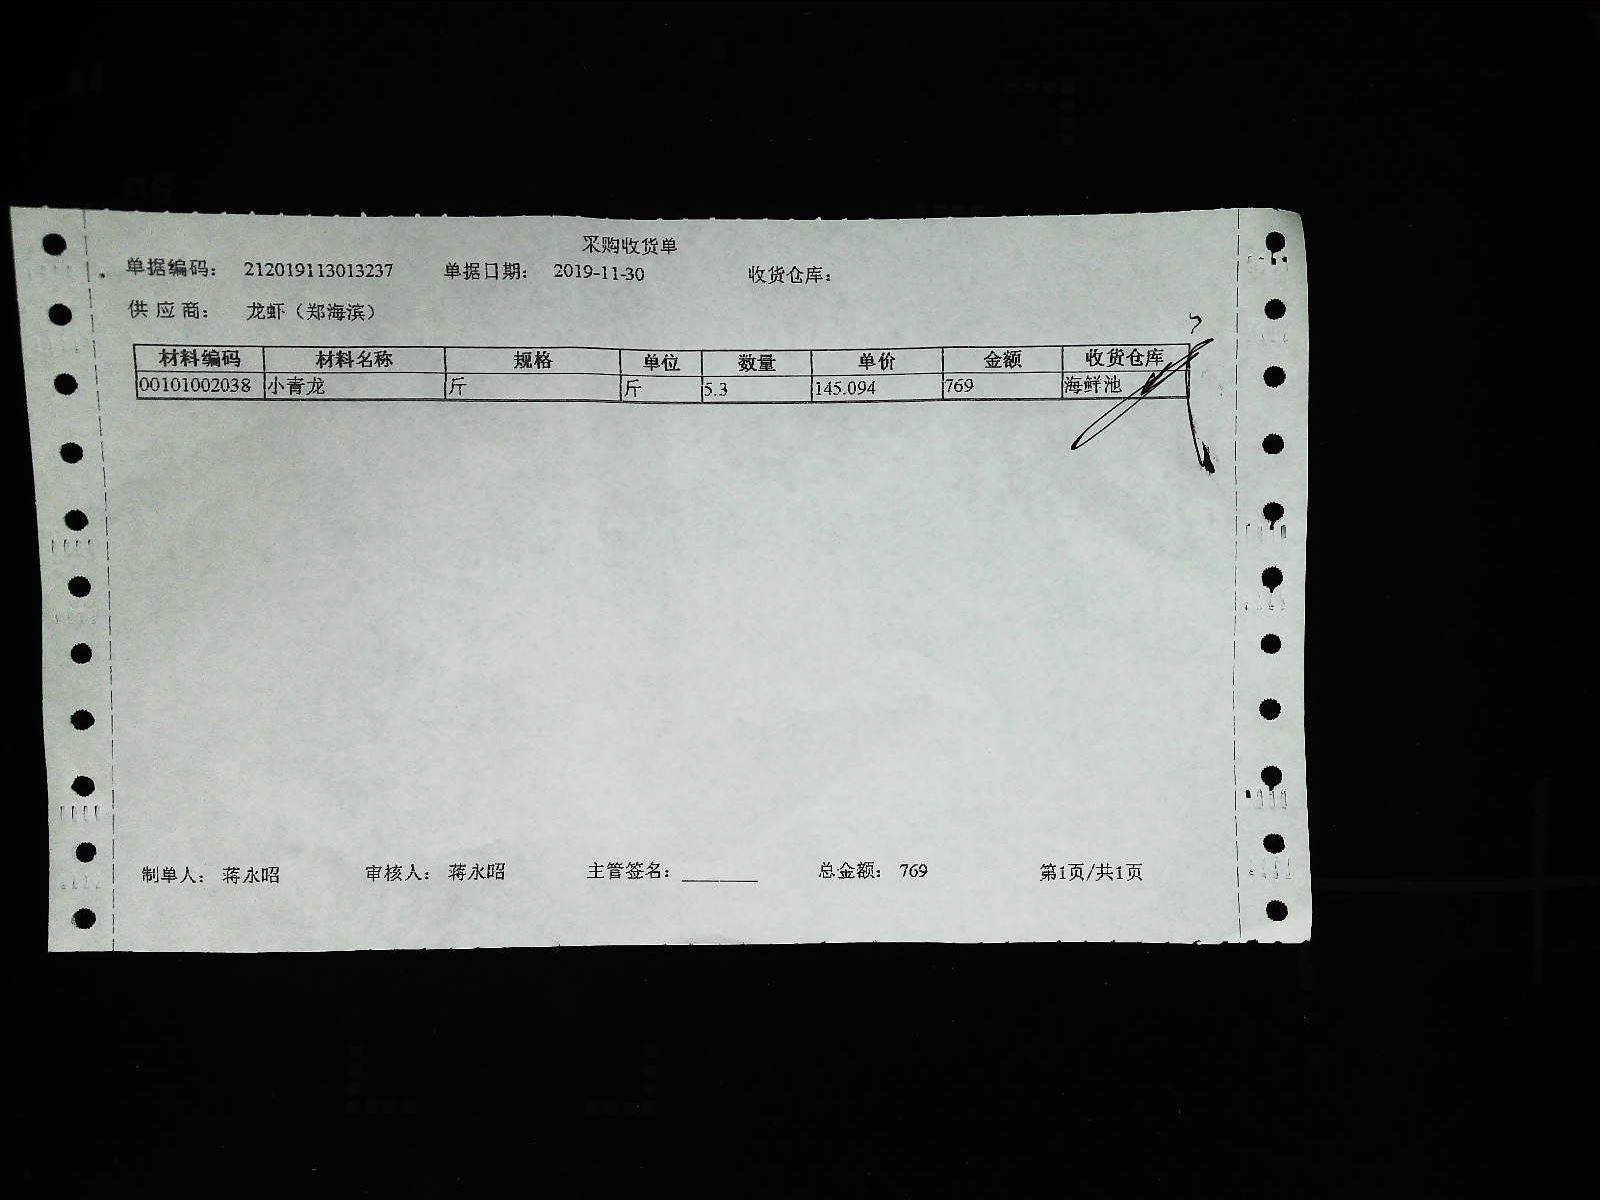 采购收货单
单据编码： 212019113013237 单据日期： 2019-11-30 收货仓库：
供应商： 龙虾（郑海滨）
材料编码 材料名称 规格 单位 数量 单价 金额 收货仓库
00101002038 小青龙 斤 斤 5.3 145.094 769 海鲜池
制单人： 蒋永昭 审核人： 蒋永昭 主管签名：________ 总金额： 769 第1页/共1页